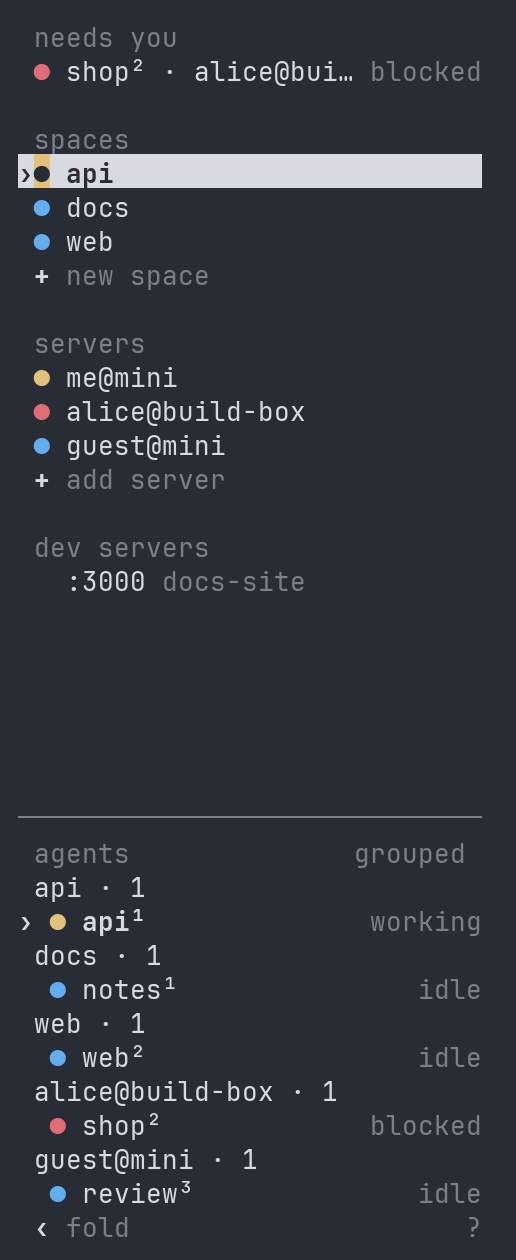 needs you
● shop² · alice@bui… blocked
spaces
›● api
● docs
● web
+ new space
servers
● me@mini
● alice@build-box
● guest@mini
+ add server
dev servers
:3000 docs-site
agents grouped
api · 1
› ● api¹ working
docs · 1
● notes¹ idle
web · 1
● web² idle
alice@build-box · 1
● shop² blocked
guest@mini · 1
● review³ idle
‹ fold ?